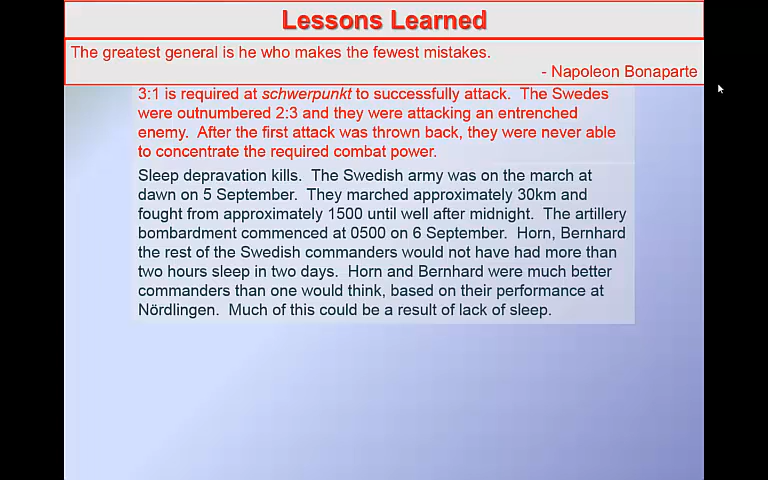 Lessons Learned
The greatest general is he who makes the fewest mistakes.
- Napoleon Bonaparte
3:1 is required at schwerpunkt to successfully attack. The Swedes
were outnumbered 2:3 and they were attacking an entrenched
enemy. After the first attack was thrown back, they were never able
to concentrate the required combat power.
Sleep depravation kills. The Swedish army was on the march at
dawn on 5 September. They marched approximately 30km and
fought from approximately 1500 until well after midnight. The artillery
bombardment commenced at 0500 on 6 September. Horn, Bernhard
the rest of the Swedish commanders would not have had more than
two hours sleep in two days. Horn and Bernhard were much better
commanders than one would think, based on their performance at
Nördlingen. Much of this could be a result of lack of sleep.